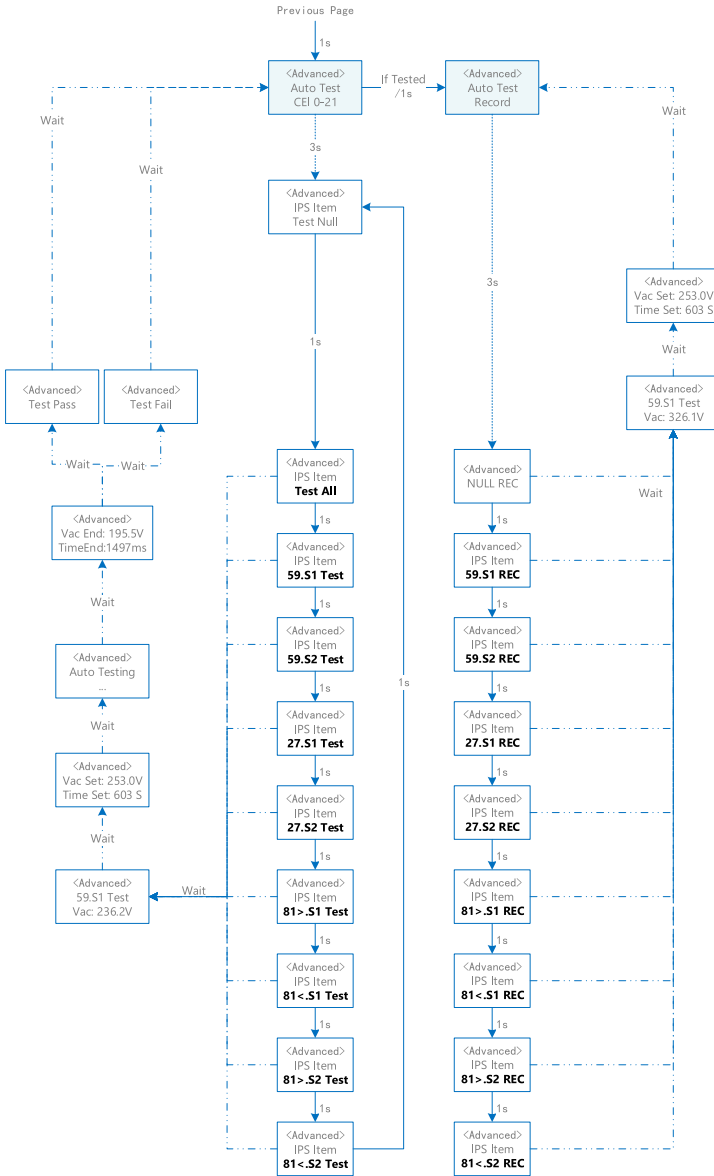 Previous Page
1s
<Advanced>
Auto Test
CEI 0-21
If Tested
/1s
<Advanced>
Auto Test
Record
Wait
Wait
Wait
3s
<Advanced>
IPS Item
Test Null
3s
<Advanced>
Vac Set: 253.0V
Time Set: 603 S
1s
Wait
<Advanced>
Test Pass
<Advanced>
Test Fail
<Advanced>
59.S1 Test
Vac: 326.1V
Wait
Wait
<Advanced>
IPS Item
Test All
<Advanced>
NULL REC
Wait
<Advanced>
Vac End: 195.5V
TimeEnd:1497ms
1s
1s
<Advanced>
IPS Item
59.S1 Test
<Advanced>
IPS Item
59.S1 REC
Wait
1s
1s
<Advanced>
Auto Testing
...
<Advanced>
IPS Item
59.S2 Test
<Advanced>
IPS Item
59.S2 REC
1s
1s
1s
Wait
<Advanced>
IPS Item
27.S1 Test
<Advanced>
IPS Item
27.S1 REC
<Advanced>
Vac Set: 253.0V
Time Set: 603 S
1s
1s
<Advanced>
IPS Item
27.S2 Test
<Advanced>
IPS Item
27.S2 REC
Wait
1s
1s
<Advanced>
59.S1 Test
Vac: 236.2V
Wait
<Advanced>
IPS Item
81>.S1 Test
<Advanced>
IPS Item
81>.S1 REC
1s
1s
<Advanced>
IPS Item
81<.S1 Test
<Advanced>
IPS Item
81<.S1 REC
1s
1s
<Advanced>
IPS Item
81>.S2 Test
<Advanced>
IPS Item
81>.S2 REC
1s
1s
<Advanced>
IPS Item
81<.S2 Test
<Advanced>
IPS Item
81<.S2 REC